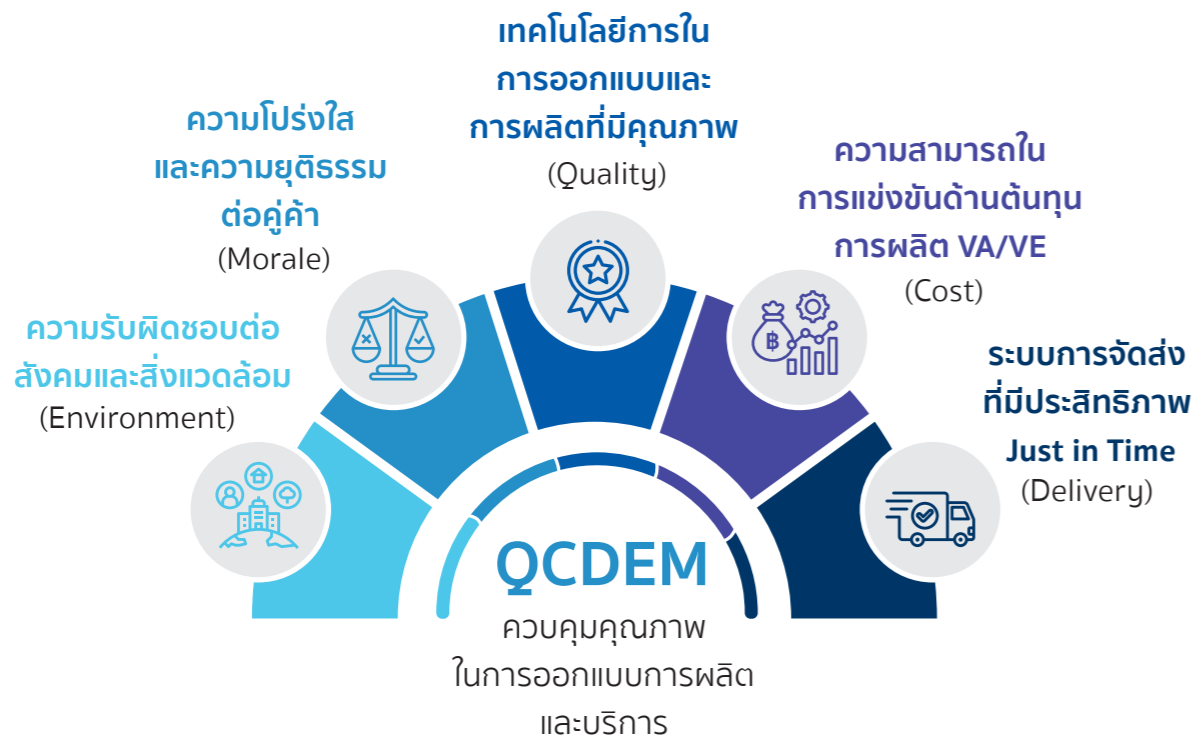 เทคโนโลยีการใน
การออกแบบและ
การผลิตที่มีคุณภาพ
(Quality)
ความโปร่งใส
และความยุติธรรม
ต่อคู่ค้า
(Morale)
ความสามารถใน
การแข่งขันด้านต้นทุน
การผลิต VA/VE
(Cost)
ความรับผิดชอบต่อ
สังคมและสิ่งแวดล้อม
(Environment)
ระบบการจัดส่ง
ที่มีประสิทธิภาพ
Just in Time
(Delivery)
฿
QCDEM
ควบคุมคุณภาพ
ในการออกแบบการผลิต
และบริการ